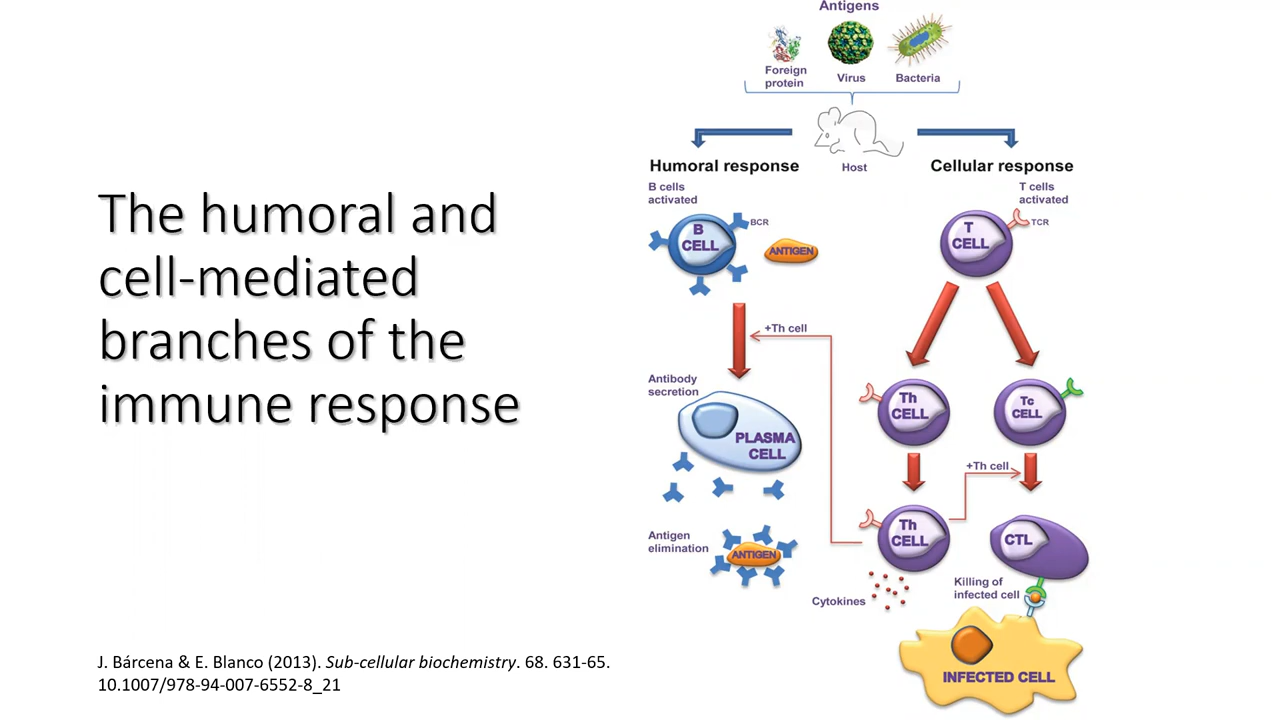 The humoral and
cell-mediated
branches of the
immune response
J. Bárcena & E. Blanco (2013). Sub-cellular biochemistry. 68. 631-65.
10.1007/978-94-007-6552-8_21
Antigens
Foreign
protein
Virus
Bacteria
Host
Humoral response
Cellular response
B cells
activated
BCR
B
CELL
ANTIGEN
T cells
activated
TCR
T
CELL
+Th cell
Antibody
secretion
PLASMA
CELL
Th
CELL
Tc
CELL
+Th cell
Antigen
elimination
ANTIGEN
Th
CELL
CTL
Cytokines
Killing of
infected cell
INFECTED CELL